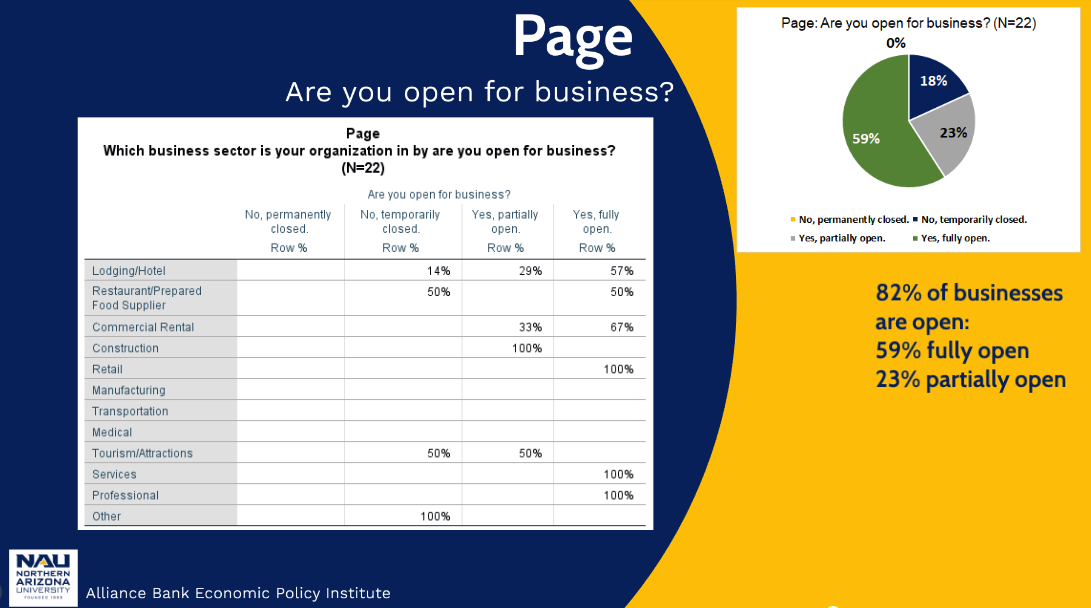 Page
Are you open for business?
Page
Which business sector is your organization in by are you open for business?
(N=22)
Are you open for business?
No, permanently closed. No, temporarily closed. Yes, partially open. Yes, fully open.
Row % Row % Row % Row %
Lodging/Hotel 14% 29% 57%
Restaurant/Prepared Food Supplier 50% 50%
Commercial Rental 33% 67%
Construction 100%
Retail 100%
Manufacturing
Transportation
Medical
Tourism/Attractions 50% 50%
Services 100%
Professional 100%
Other 100%
Page: Are you open for business? (N=22)
0%
18%
23%
59%
No, permanently closed. No, temporarily closed.
Yes, partially open. Yes, fully open.
82% of businesses
are open:
59% fully open
23% partially open
NAU
NORTHERN
ARIZONA
UNIVERSITY
FOUNDED 1899
Alliance Bank Economic Policy Institute